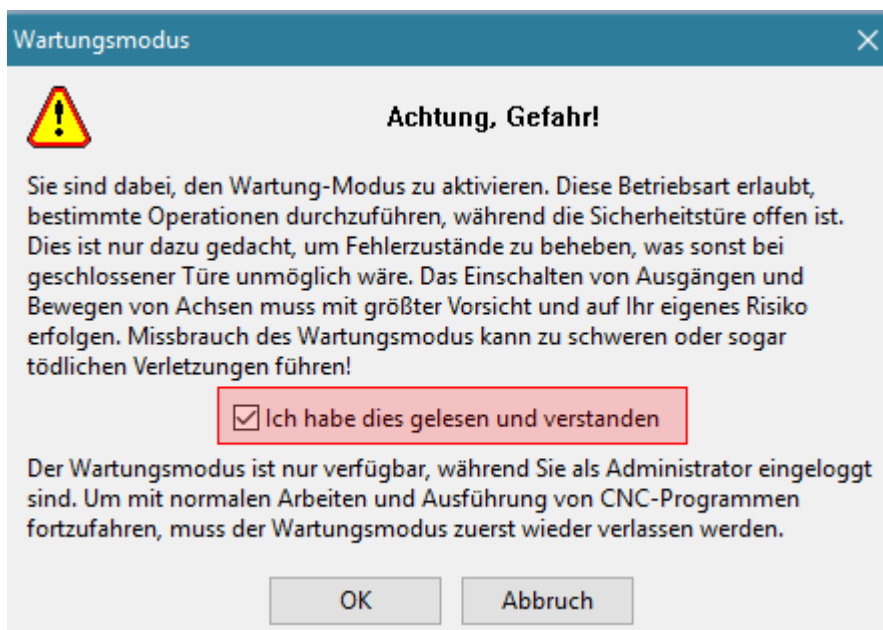 Wartungsmodus
Achtung, Gefahr!
Sie sind dabei, den Wartung-Modus zu aktivieren. Diese Betriebsart erlaubt,
bestimmte Operationen durchzuführen, während die Sicherheitstüre offen ist.
Dies ist nur dazu gedacht, um Fehlerzustände zu beheben, was sonst bei
geschlossener Türe unmöglich wäre. Das Einschalten von Ausgängen und
Bewegen von Achsen muss mit größter Vorsicht und auf Ihr eigenes Risiko
erfolgen. Missbrauch des Wartungsmodus kann zu schweren oder sogar
tödlichen Verletzungen führen!
Ich habe dies gelesen und verstanden
Der Wartungsmodus ist nur verfügbar, während Sie als Administrator eingeloggt
sind. Um mit normalen Arbeiten und Ausführung von CNC-Programmen
fortzufahren, muss der Wartungsmodus zuerst wieder verlassen werden.
OK
Abbruch